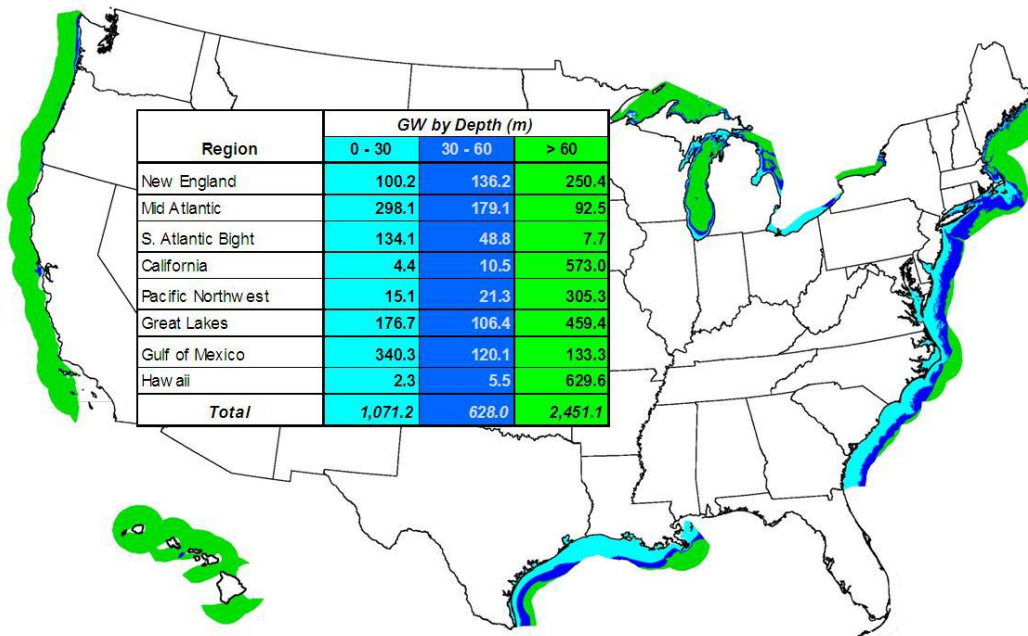 GW by Depth (m)
Region 0 - 30 30 - 60 > 60
New England 100.2 136.2 250.4
Mid Atlantic 298.1 179.1 92.5
S. Atlantic Bight 134.1 48.8 7.7
California 4.4 10.5 573.0
Pacific Northwest 15.1 21.3 305.3
Great Lakes 176.7 106.4 459.4
Gulf of Mexico 340.3 120.1 133.3
Hawaii 2.3 5.5 629.6
Total 1,071.2 628.0 2,451.1